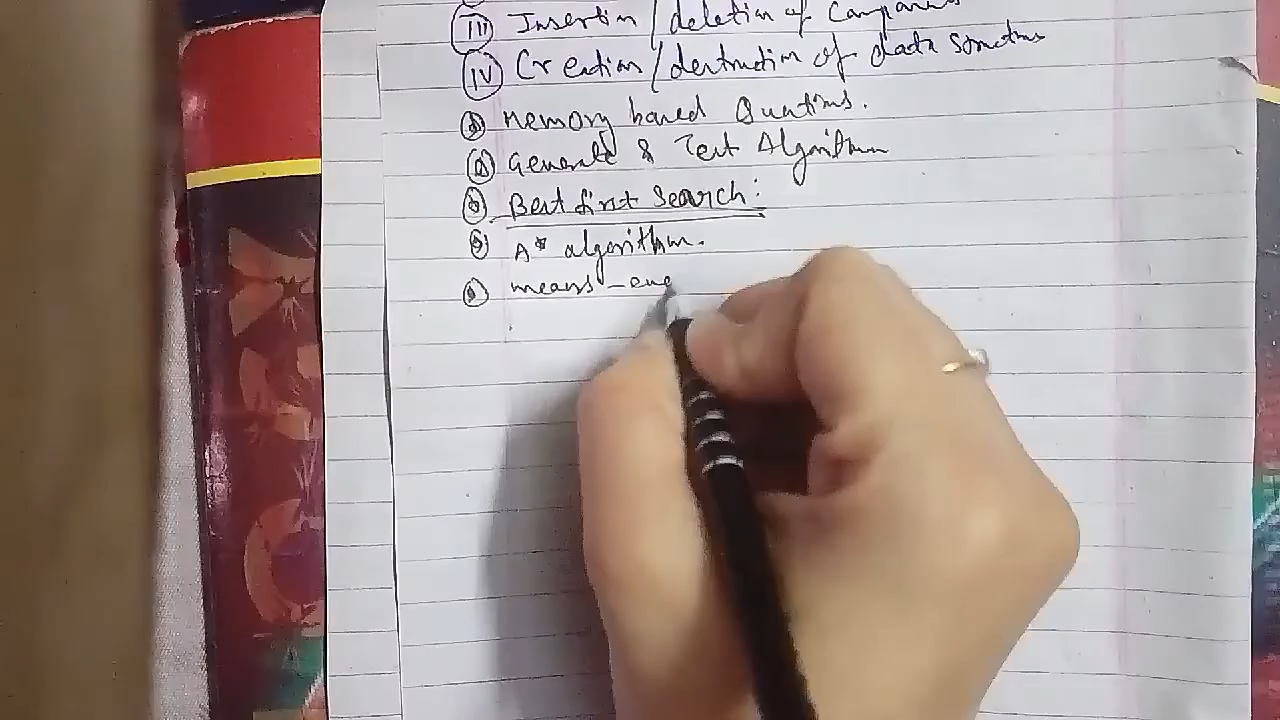 III Insertion / deletion of
IV Creation / destruction of data structures
Memory based Questions.
Generate & Test Algorithm
Best first Search:
A* algorithm.
means - ene